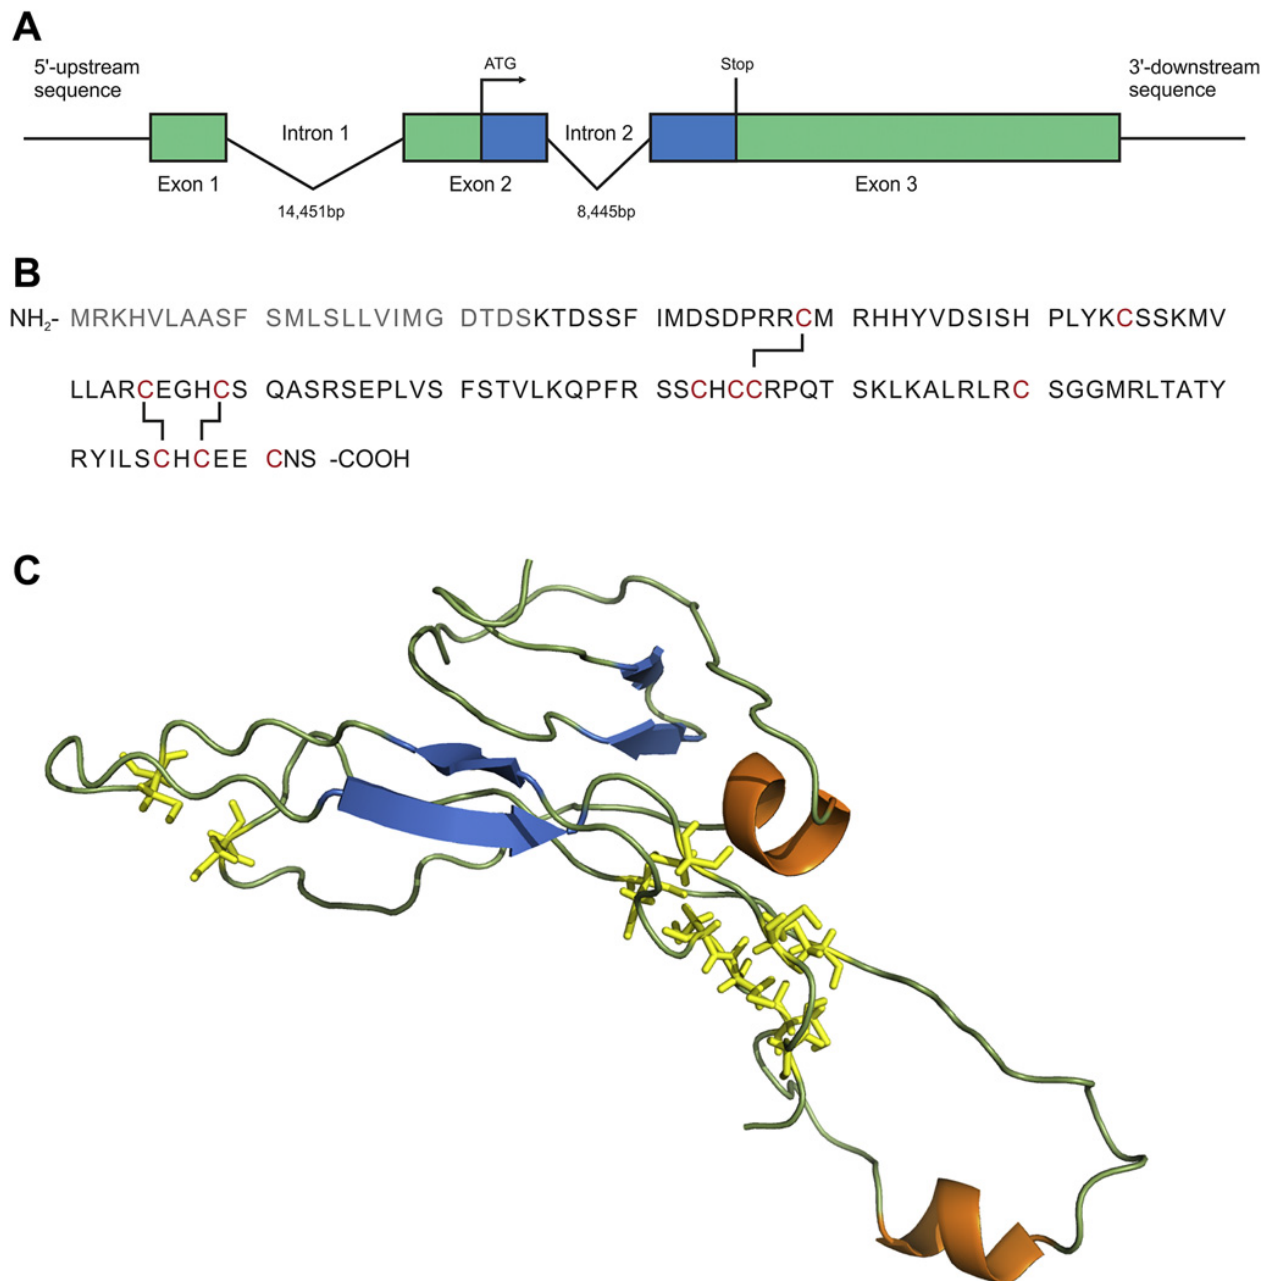 A
5'-upstream sequence
ATG
Stop
3'-downstream sequence
Intron 1
Intron 2
Exon 1
Exon 2
Exon 3
14,451bp
8,445bp
B
NH2- MRKHVLAASF SMLSLLVIMG DTDSKTDSSF IMDSDPRRCM RHHYVDSISH PLYKCSSKMV
LLARCEGHCS QASRSEPLVS FSTVLKQPFR SSCHCCRPQT SKLKALRLRC SGGMRLTATY
RYILSCHCEE CNS -COOH
C